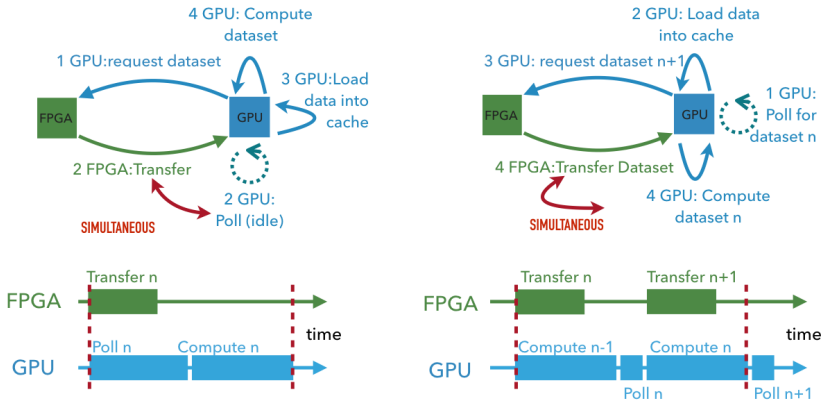 4 GPU: Compute
dataset
1 GPU:request dataset
3 GPU:Load
data into
cache
FPGA
GPU
2 FPGA:Transfer
2 GPU:
Poll (idle)
SIMULTANEOUS
2 GPU: Load data
into cache
3 GPU: request dataset n+1
1 GPU:
Poll for
dataset n
FPGA
GPU
4 FPGA:Transfer Dataset
4 GPU: Compute
dataset n
SIMULTANEOUS
Transfer n
FPGA
time
Poll n
Compute n
GPU
Transfer n
Transfer n+1
FPGA
time
Compute n-1
Compute n
GPU
Poll n
Poll n+1